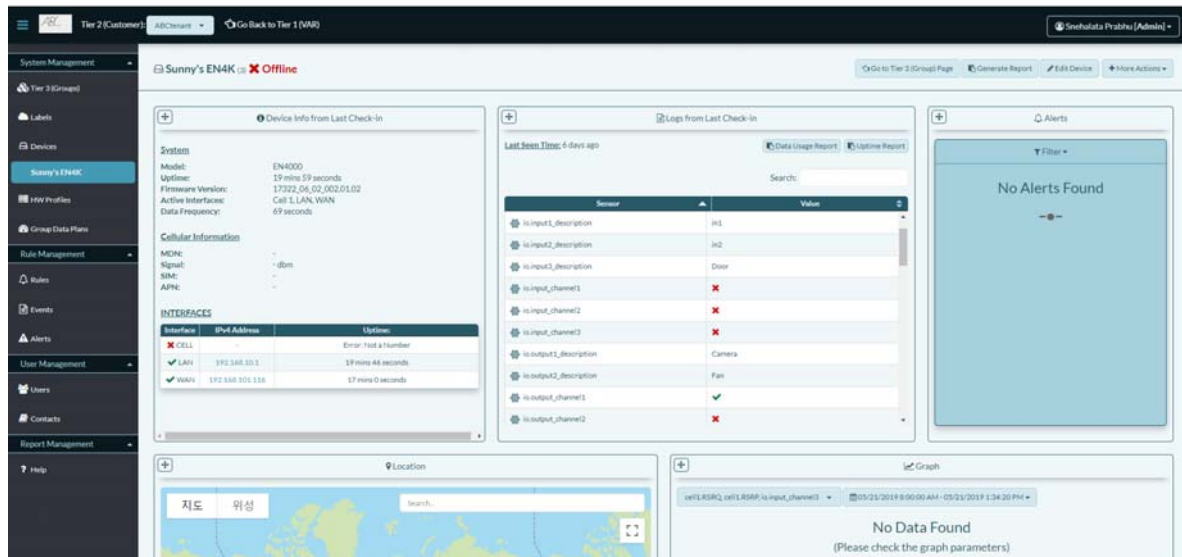 ABC
Tier 2 (Customer): ABCtenant Go Back to Tier 1 (VAR) Snehalata Prabhu [Admin]
System Management
Tier 3 (Groups)
Labels
Devices
Sunny's EN4K
HW Profiles
Group Data Plans
Rule Management
Rules
Events
Alerts
User Management
Users
Contacts
Report Management
? Help
Sunny's EN4K Offline
Go to Tier 3 (Group) Page Generate Report Edit Device + More Actions
Device Info from Last Check-in
System
Model: EN4000
Uptime: 19 mins 59 seconds
Firmware Version: 17322_06_02_002.01.02
Active Interfaces: Cell 1, LAN, WAN
Data Frequency: 69 seconds
Cellular Information
MDN: -
Signal: - dbm
SIM: -
APN: -
INTERFACES
Interface IPv4 Address Uptime:
CELL - Error: Not a Number
LAN 192.168.10.1 19 mins 46 seconds
WAN 192.168.101.116 17 mins 0 seconds
Logs from Last Check-in
Last Seen Time: 6 days ago Data Usage Report Uptime Report
Search:
Sensor Value
io.input1_description in1
io.input2_description in2
io.input3_description Door
io.input_channel1
io.input_channel2
io.input_channel3
io.output1_description Camera
io.output2_description Fan
io.output_channel1
io.output_channel2
Alerts
Filter
No Alerts Found
Location
지도 위성 Search...
Graph
cell1.RSRQ, cell1.RSRP, io.input_channel3 05/21/2019 8:00:00 AM - 05/21/2019 1:34:20 PM
No Data Found
(Please check the graph parameters)